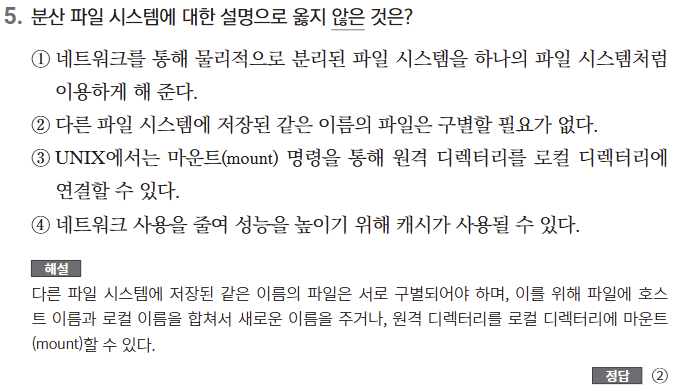 5. 분산 파일 시스템에 대한 설명으로 옳지 않은 것은?
① 네트워크를 통해 물리적으로 분리된 파일 시스템을 하나의 파일 시스템처럼
이용하게 해 준다.
② 다른 파일 시스템에 저장된 같은 이름의 파일은 구별할 필요가 없다.
③ UNIX에서는 마운트(mount) 명령을 통해 원격 디렉터리를 로컬 디렉터리에
연결할 수 있다.
④ 네트워크 사용을 줄여 성능을 높이기 위해 캐시가 사용될 수 있다.
해설
다른 파일 시스템에 저장된 같은 이름의 파일은 서로 구별되어야 하며, 이를 위해 파일에 호스
트 이름과 로컬 이름을 합쳐서 새로운 이름을 주거나, 원격 디렉터리를 로컬 디렉터리에 마운트
(mount)할 수 있다.
정답 ②